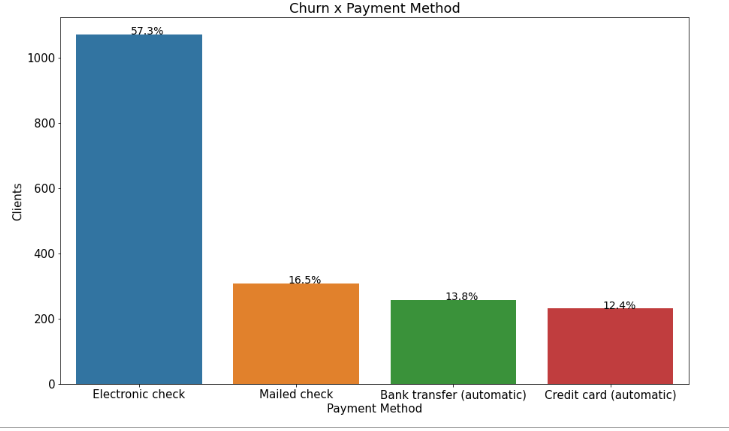 Churn x Payment Method
57.3%
1000
800
Clients
600
400
16.5%
13.8%
12.4%
200
0
Electronic check
Mailed check
Bank transfer (automatic)
Credit card (automatic)
Payment Method